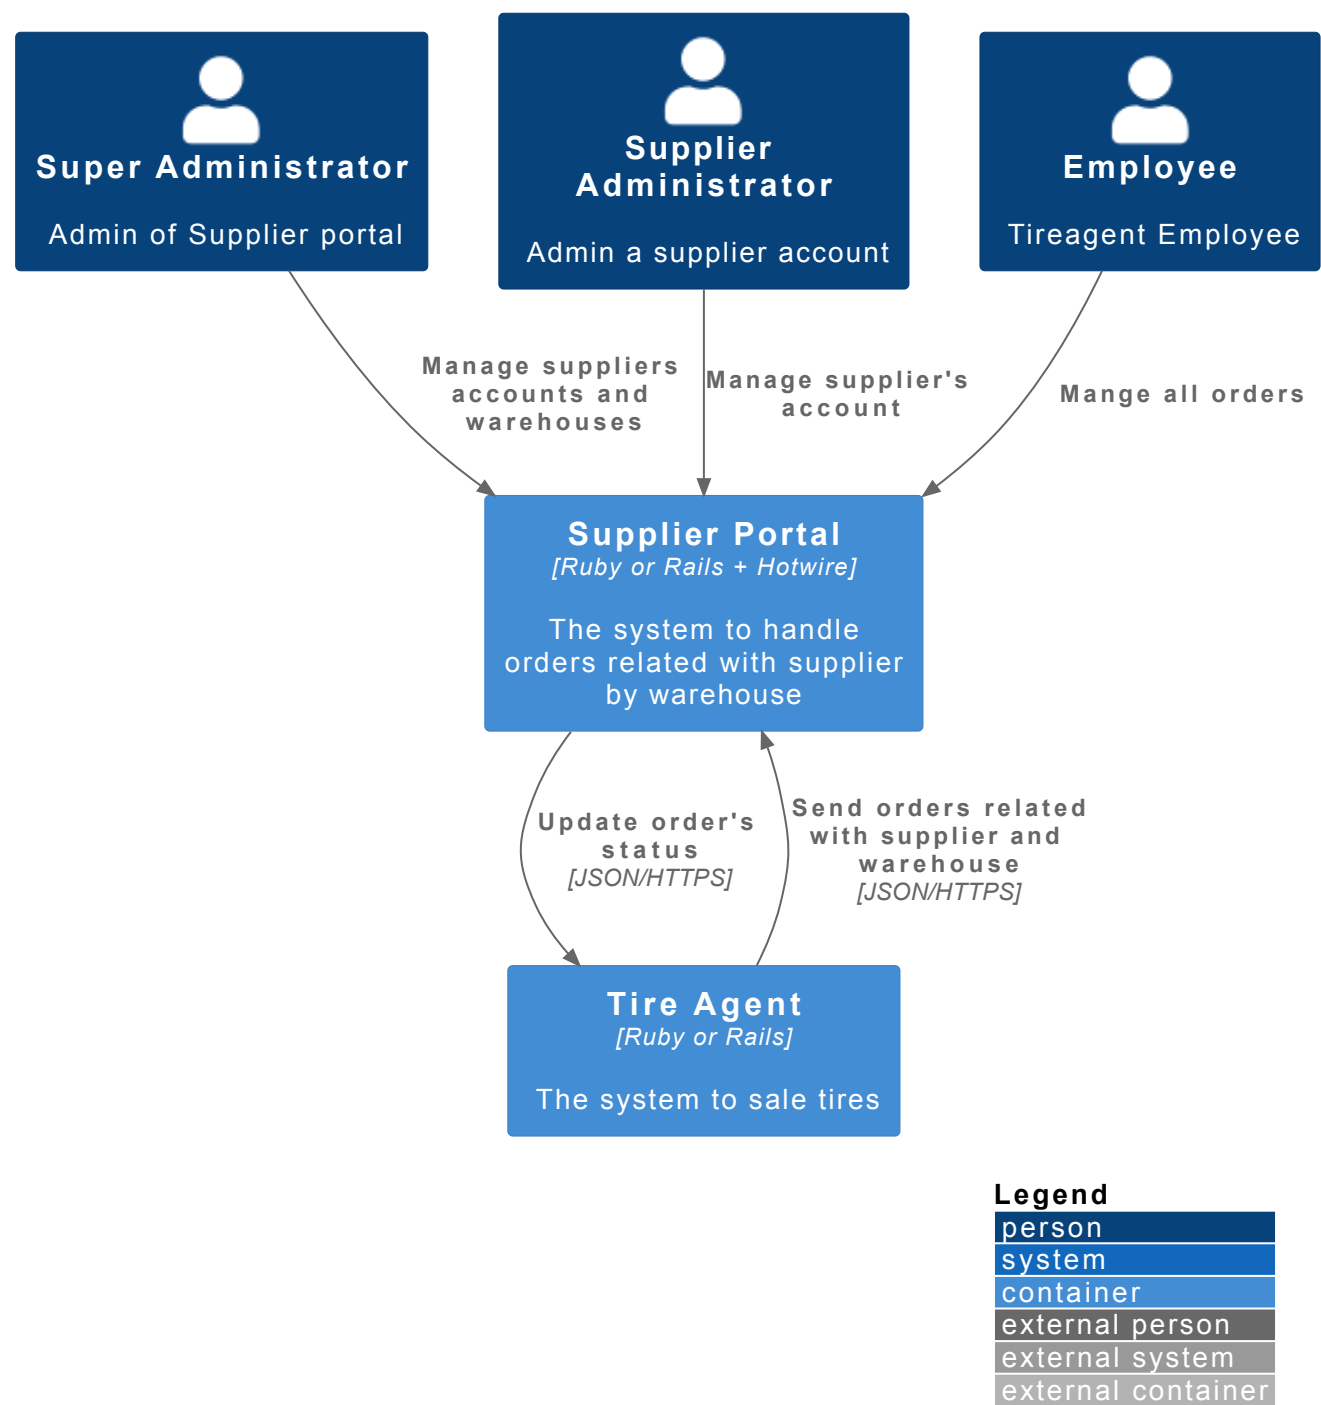 Super Administrator
Admin of Supplier portal
Supplier
Administrator
Admin a supplier account
Employee
Tireagent Employee
Manage suppliers
accounts and
warehouses
Manage supplier's
account
Mange all orders
Supplier Portal
[Ruby or Rails + Hotwire]
The system to handle
orders related with supplier
by warehouse
Update order's
status
[JSON/HTTPS]
Send orders related
with supplier and
warehouse
[JSON/HTTPS]
Tire Agent
[Ruby or Rails]
The system to sale tires
Legend
person
system
container
external person
external system
external container